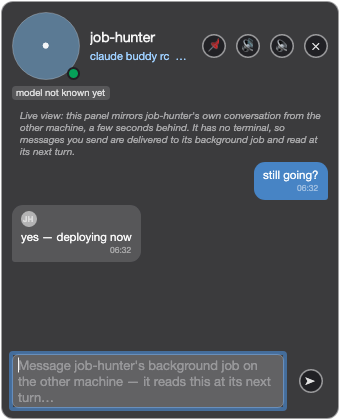 job-hunter
claude buddy rc …
model not known yet
Live view: this panel mirrors job-hunter's own conversation from the
other machine, a few seconds behind. It has no terminal, so
messages you send are delivered to its background job and read at
its next turn.
still going?
06:32
JH
yes — deploying now
06:32
Message job-hunter's background job on
the other machine — it reads this at its next
turn…